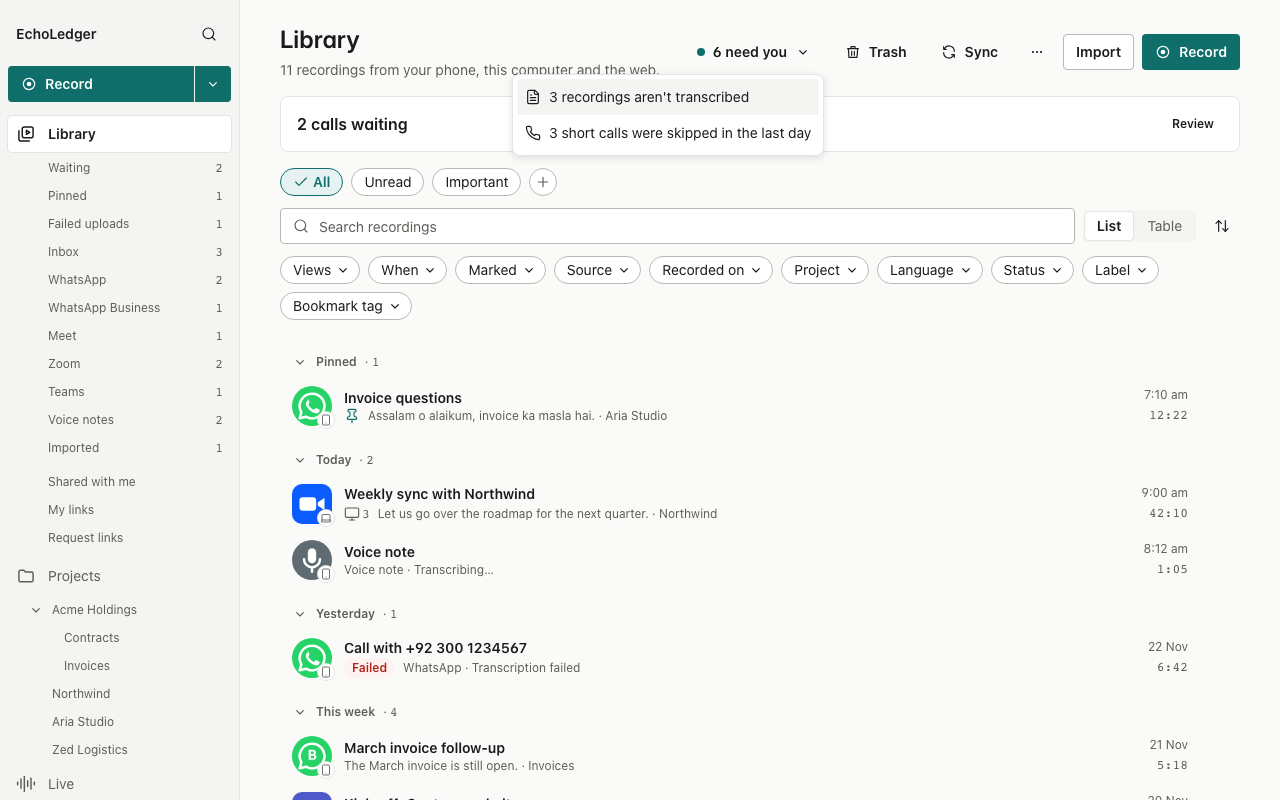 EchoLedger
Record
Library
Waiting 2
Pinned 1
Failed uploads 1
Inbox 3
WhatsApp 2
WhatsApp Business 1
Meet 1
Zoom 2
Teams 1
Voice notes 2
Imported 1
Shared with me
My links
Request links
Projects
Acme Holdings
Contracts
Invoices
Northwind
Aria Studio
Zed Logistics
Live
Library
11 recordings from your phone, this computer and the web.
6 need you
Trash
Sync
Import
Record
3 recordings aren't transcribed
3 short calls were skipped in the last day
2 calls waiting
Review
All Unread Important
Search recordings
List Table
Views When Marked Source Recorded on Project Language Status Label
Bookmark tag
Pinned · 1
Invoice questions 7:10 am
Assalam o alaikum, invoice ka masla hai. · Aria Studio 12:22
Today · 2
Weekly sync with Northwind 9:00 am
3 Let us go over the roadmap for the next quarter. · Northwind 42:10
Voice note 8:12 am
Voice note · Transcribing… 1:05
Yesterday · 1
Call with +92 300 1234567 22 Nov
Failed WhatsApp · Transcription failed 6:42
This week · 4
March invoice follow-up 21 Nov
The March invoice is still open. · Invoices 5:18